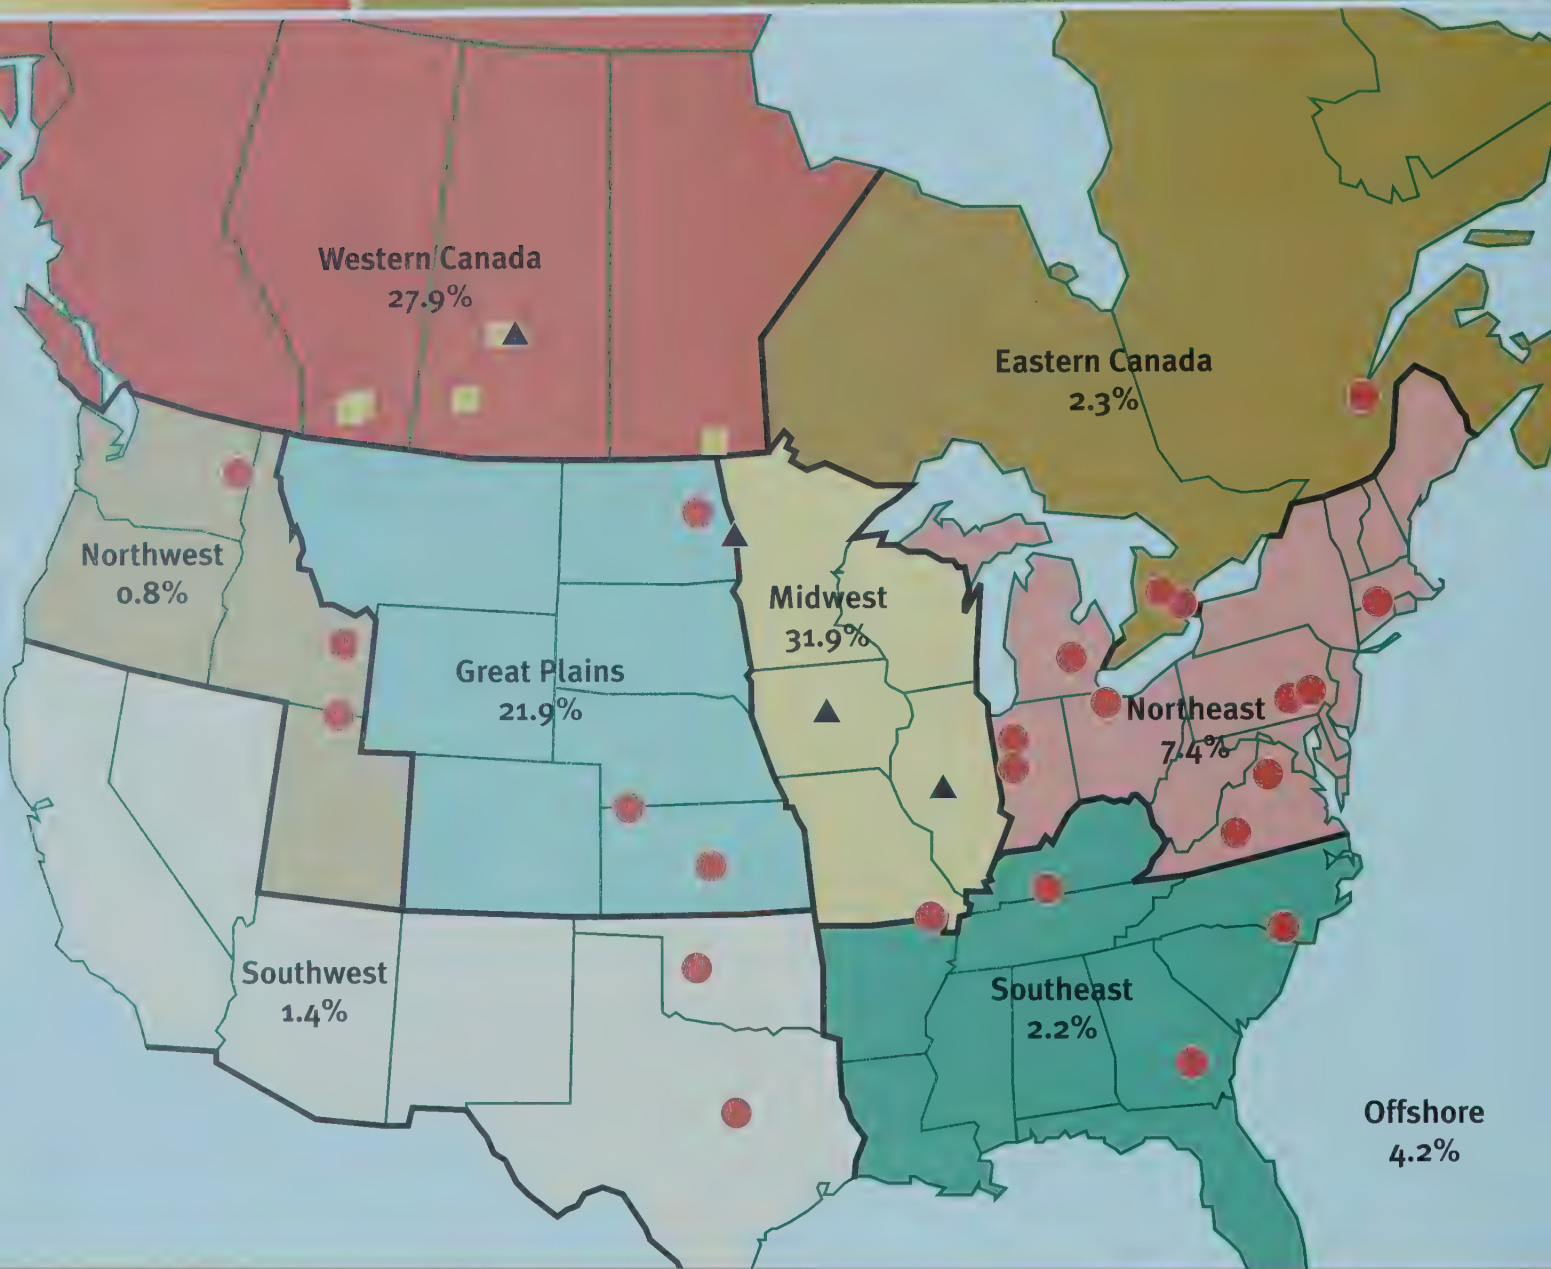 Western Canada
27.9%
Eastern Canada
2.3%
Northwest
0.8%
Midwest
31.9%
Great Plains
21.9%
Northeast
7.4%
Southwest
1.4%
Southeast
2.2%
Offshore
4.2%